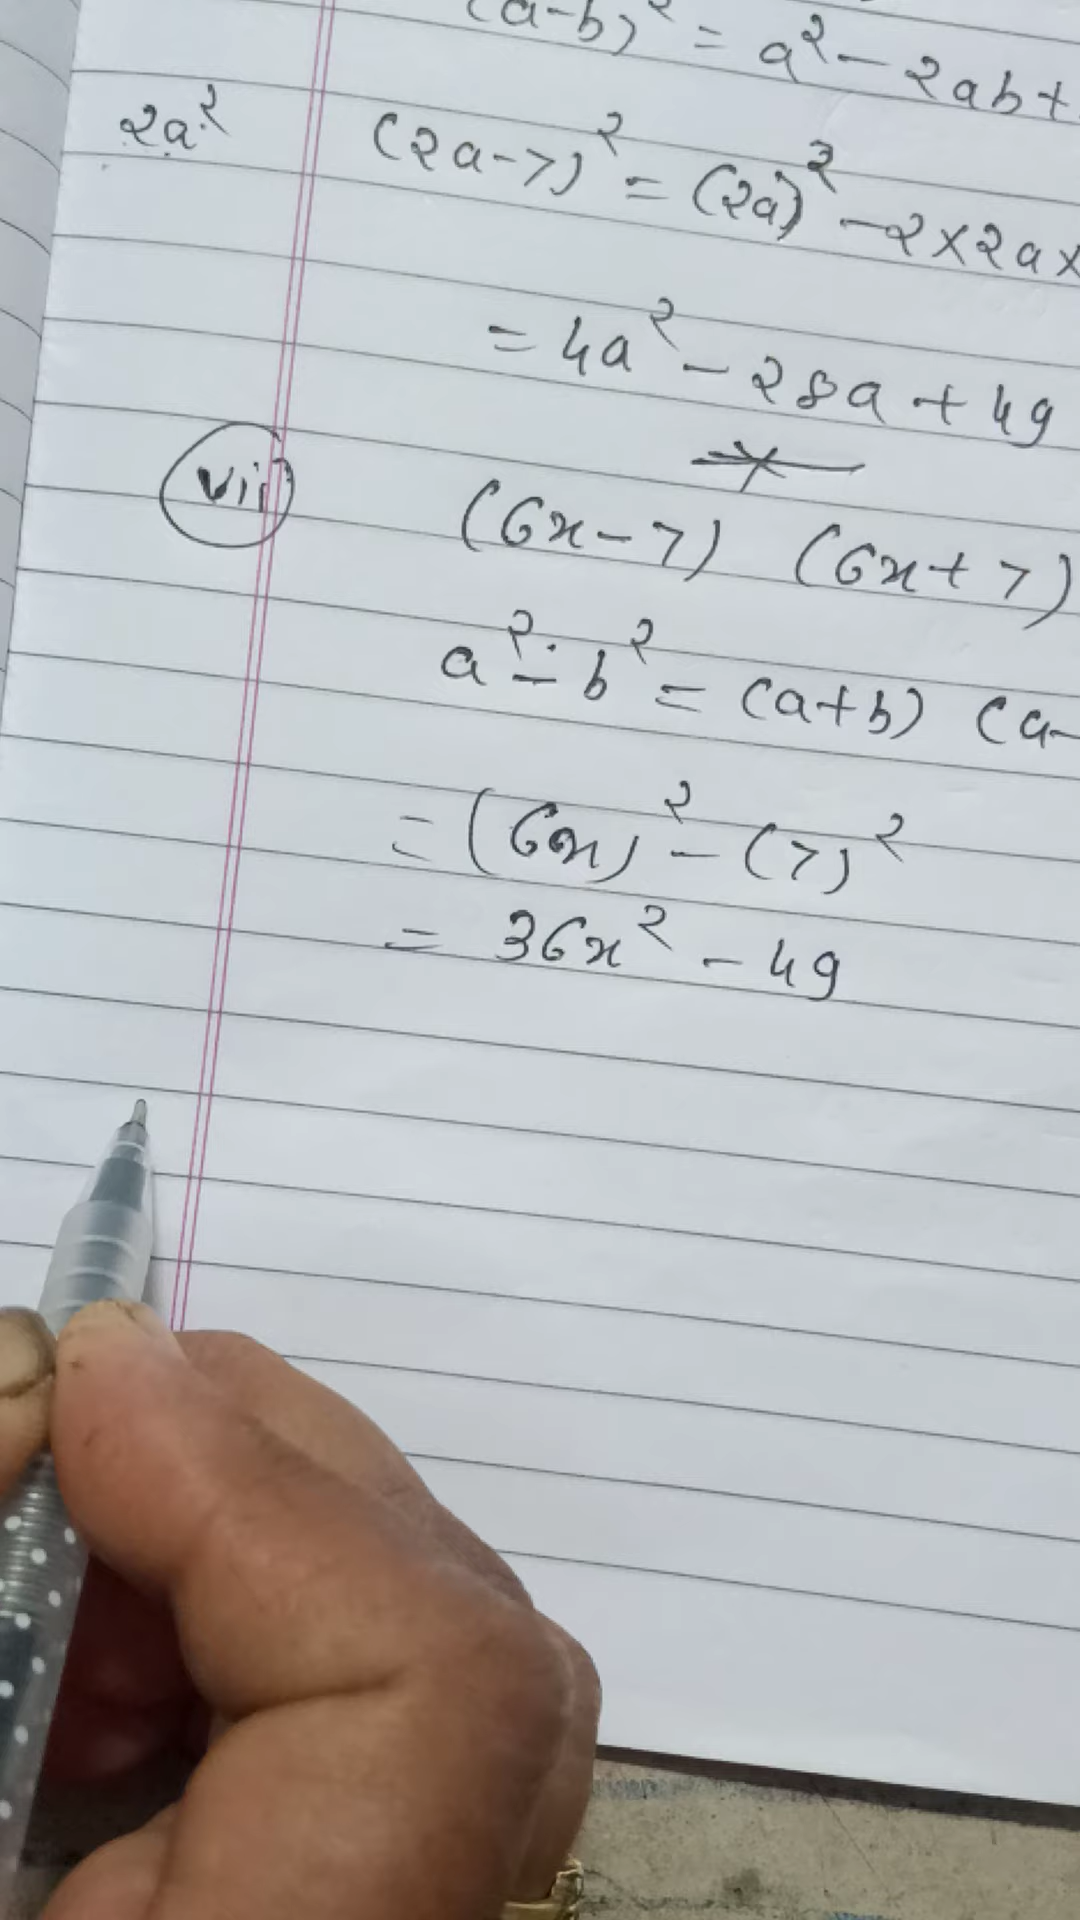 (a-b)² = a² - 2ab +
2a² (2a-7)² = (2a)² - 2×2a×
= 4a² - 28a + 49
vii (6x-7) (6x+7)
a² - b² = (a+b) (a-
= (6x)² - (7)²
= 36x² - 49